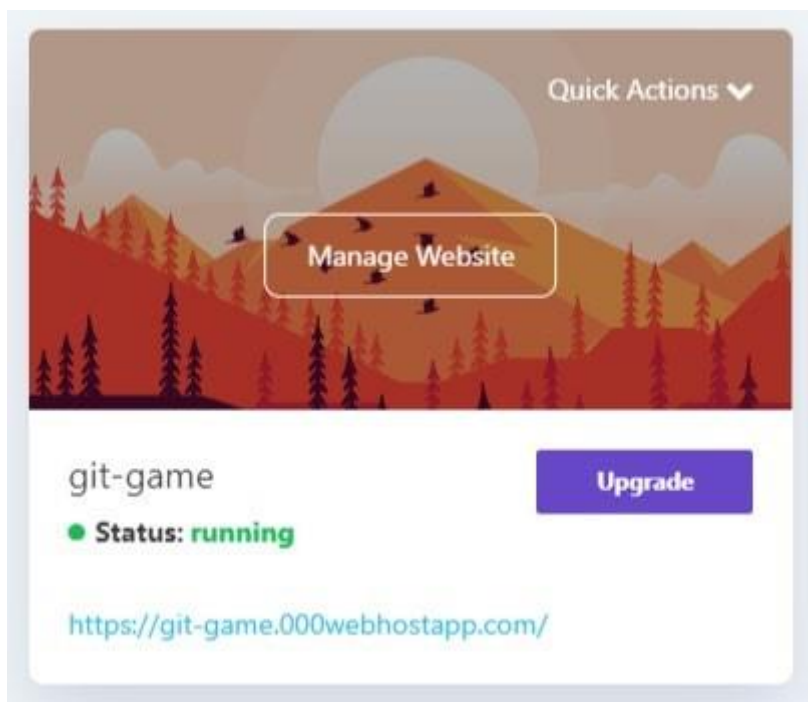 Quick Actions
Manage Website
git-game
Upgrade
Status: running
https://git-game.000webhostapp.com/